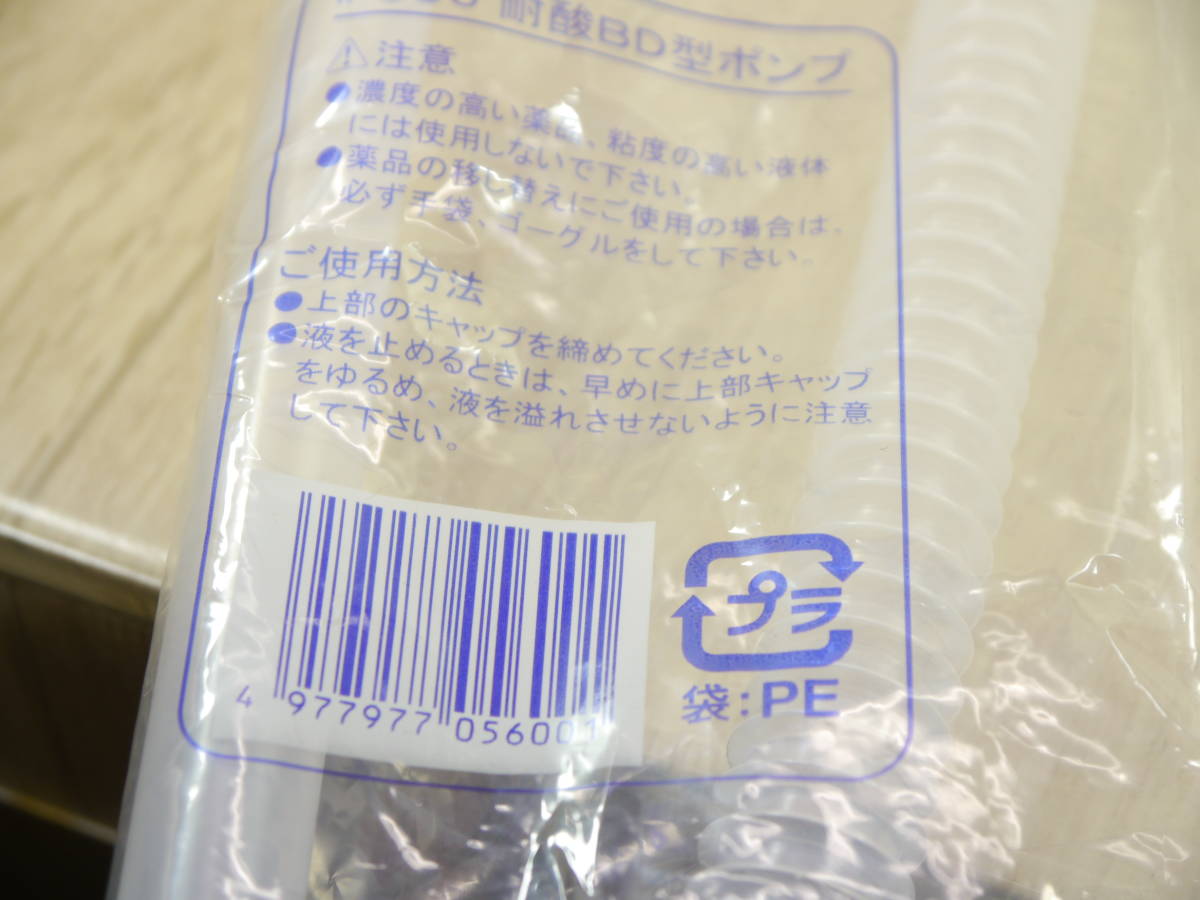 耐酸BD型ポンプ
注意
●濃度の高い薬品、粘度の高い液体
には使用しないで下さい。
●薬品の移し替えにご使用の場合は、
必ず手袋、ゴーグルをして下さい。
ご使用方法
●上部のキャップを締めてください。
●液を止めるときは、早めに上部キャップ
をゆるめ、液を溢れさせないように注意
して下さい。
4 977977 056001
プラ
袋:PE